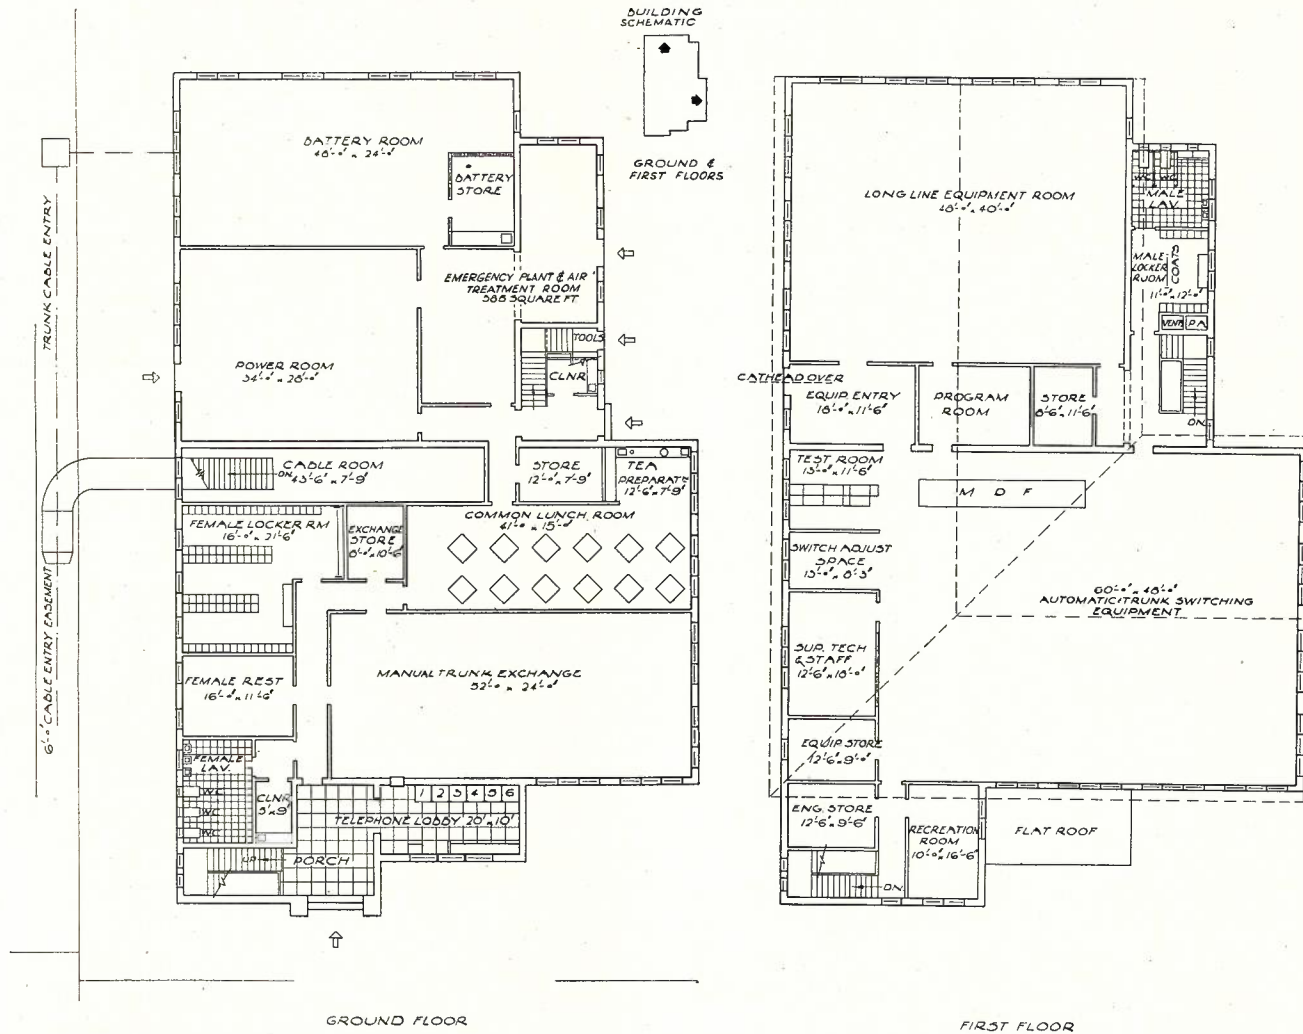 BUILDING
SCHEMATIC
GROUND &
FIRST FLOORS
BATTERY ROOM
48'-0" x 24'-0"
BATTERY
STORE
EMERGENCY PLANT & AIR
TREATMENT ROOM
588 SQUARE FT
TRUNK CABLE ENTRY
POWER ROOM
34'-0" x 28'-0"
TOOLS
CLNR
CABLE ROOM
DN. 43'-6" x 7'-9"
STORE
12'-0" x 7'-9"
TEA
PREPARAT'N
12'-6" x 7'-9"
FEMALE LOCKER RM
16'-0" x 21'-6"
EXCHANGE
STORE
8'-0" x 10'-6"
COMMON LUNCH ROOM
41'-0" x 15'-0"
6'-0" CABLE ENTRY EASEMENT
FEMALE REST
16'-0" x 11'-6"
MANUAL TRUNK EXCHANGE
52'-0" x 24'-0"
FEMALE
LAV.
WC
WC
WC
CLNR
5' x 9'
1 2 3 4 5 6
TELEPHONE LOBBY 20' x 10'
UP
PORCH
GROUND FLOOR
LONG LINE EQUIPMENT ROOM
48'-0" x 40'-0"
WC WC
MALE
LAV.
MALE
LOCKER
ROOM
COATS
11'-0" x 12'-0"
VENT P.A
DN.
CATHEAD OVER
EQUIP. ENTRY
18'-0" x 11'-6"
PROGRAM
ROOM
STORE
8'-6" x 11'-6"
TEST ROOM
13'-0" x 11'-6"
M D F
SWITCH ADJUST
SPACE
13'-0" x 8'-3"
60'-0" x 48'-0"
AUTOMATIC TRUNK SWITCHING
EQUIPMENT
SUP. TECH
& STAFF
12'-6" x 18'-0"
EQUIP STORE
12'-6" x 9'-0"
ENG. STORE
12'-6" x 9'-6"
RECREATION
ROOM
10'-0" x 16'-6"
FLAT ROOF
DN.
FIRST FLOOR